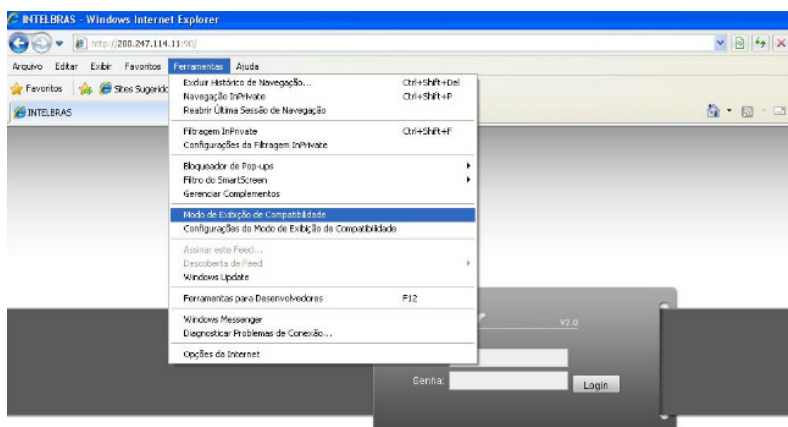 INTELBRAS - Windows Internet Explorer
http://200.247.114.11:90/
Arquivo Editar Exibir Favoritos Ferramentas Ajuda
Favoritos Sites Sugerido
INTELBRAS
Excluir Histórico de Navegação... Ctrl+Shift+Del
Navegação InPrivate Ctrl+Shift+P
Reabrir Última Sessão de Navegação
Filtragem InPrivate Ctrl+Shift+F
Configurações da Filtragem InPrivate
Bloqueador de Pop-ups
Filtro do SmartScreen
Gerenciar Complementos
Modo de Exibição de Compatibilidade
Configurações do Modo de Exibição de Compatibilidade
Assinar este Feed...
Descoberta de Feed
Windows Update
Ferramentas para Desenvolvedores F12
Windows Messenger
Diagnosticar Problemas de Conexão...
Opções da Internet
V2.0
Senha:
Login